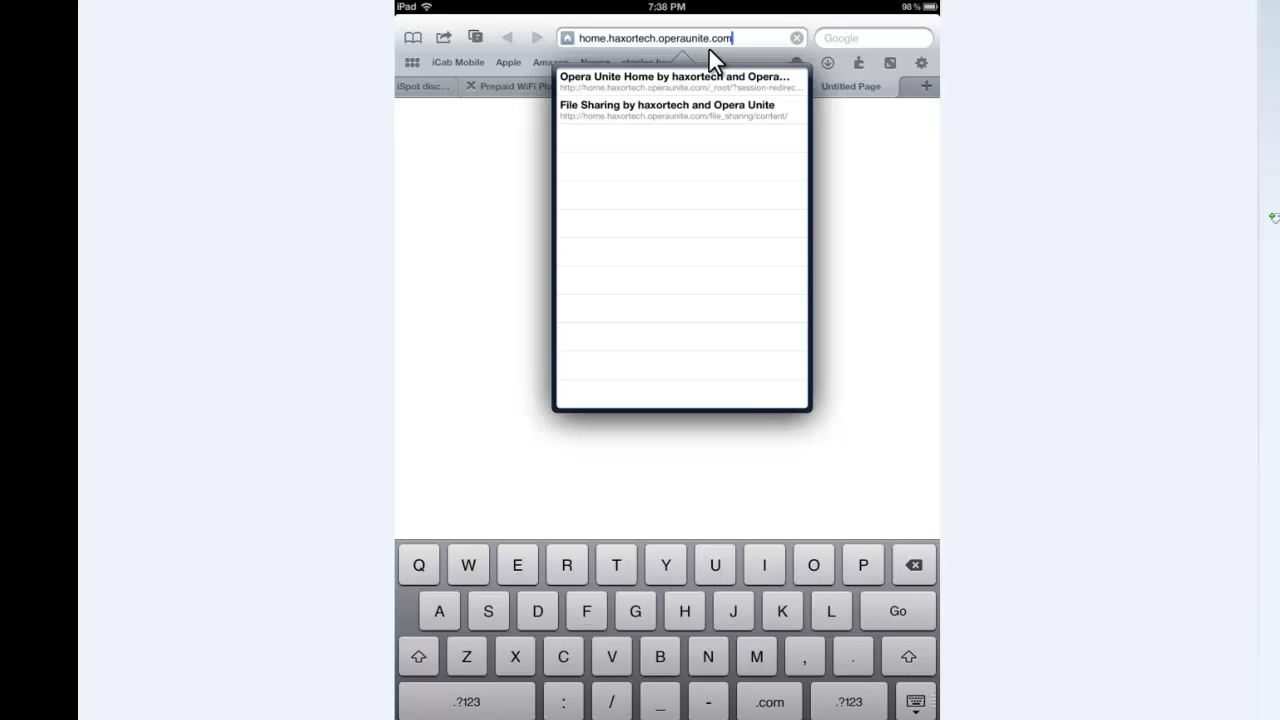 iPad 7:38 PM 98%
home.haxortech.operaunite.com Google
iCab Mobile Apple
iSpot disc... Prepaid WiFi Untitled Page
Opera Unite Home by haxortech and Opera...
http://home.haxortech.operaunite.com/_root/?session-redirec...
File Sharing by haxortech and Opera Unite
http://home.haxortech.operaunite.com/file_sharing/content/
Q W E R T Y U I O P
A S D F G H J K L Go
Z X C V B N M , .
.?123 : / _ - .com .?123